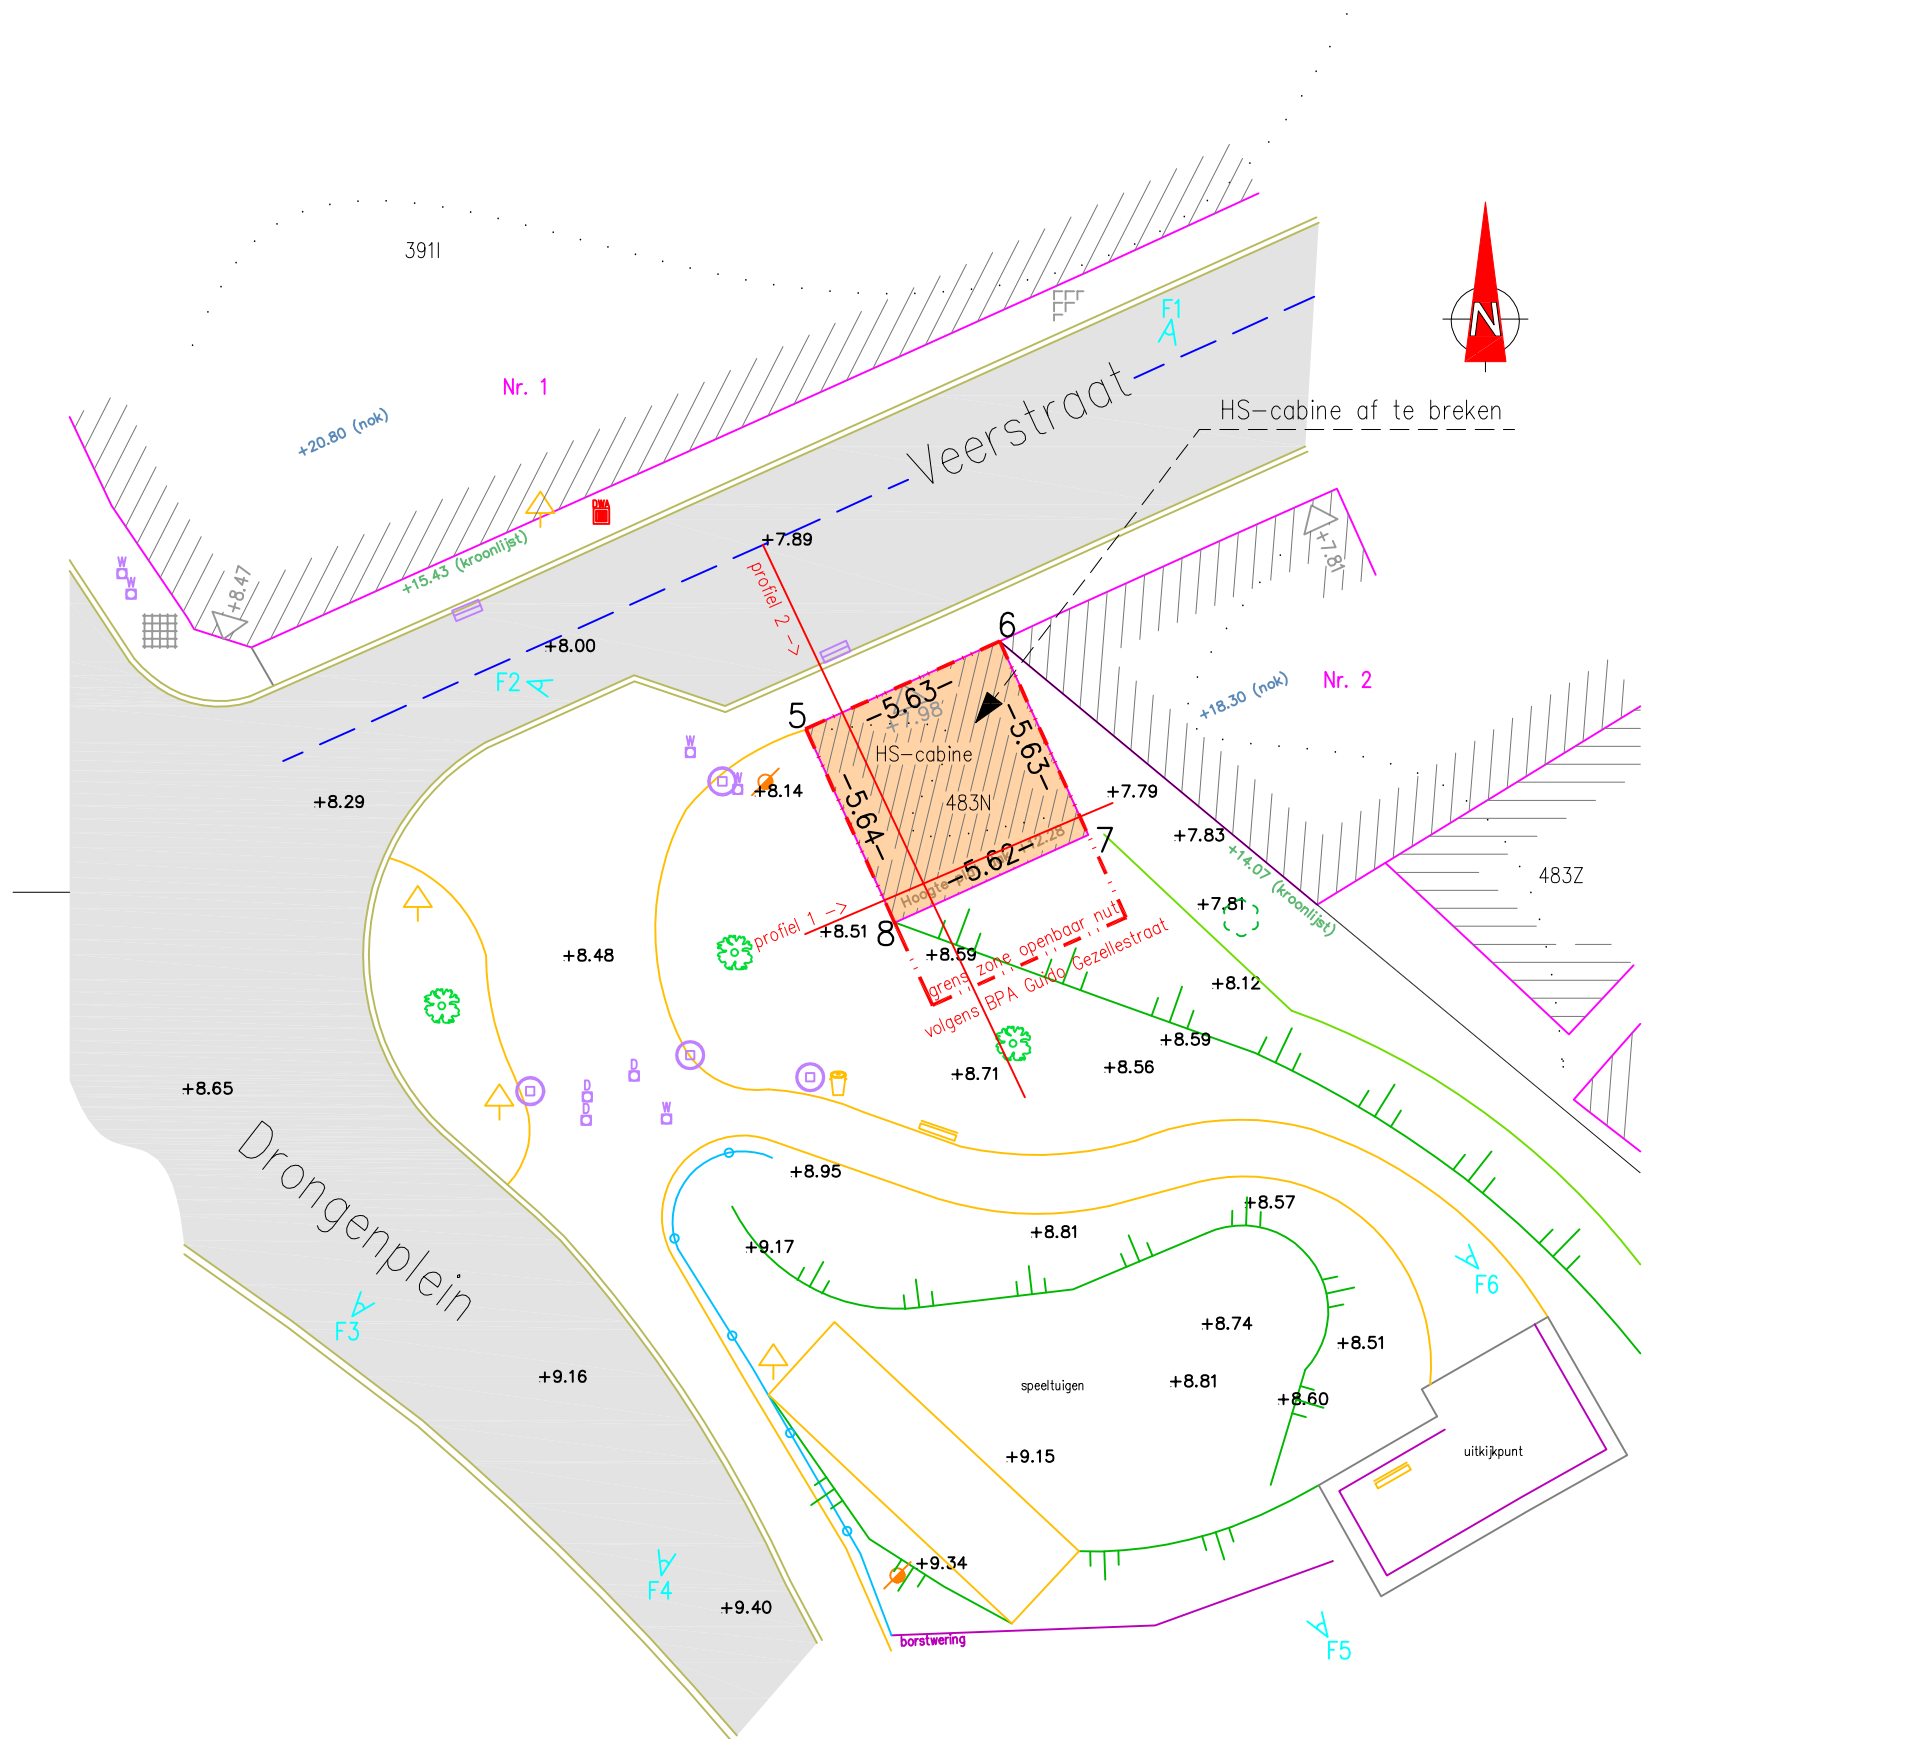 391I
N
F1
Nr. 1
Veerstraat
HS-cabine af te breken
+20.80 (nok)
DWA
+15.43 (kroonlijst)
+7.89
+7.81
W
W
+8.47
profiel 2 ->
+8.00
F2
6
Nr. 2
+18.30 (nok)
5
-5.63-
+7.98
HS-cabine
-5.63-
W
W
+8.14
+8.29
-5.64-
483N
+7.79
+7.83
7
-5.62-
+14.07 (kroonlijst)
483Z
profiel 1 ->
+8.51
8
+7.81
+8.48
+8.59
grens zone openbaar nut
volgens BPA Guido Gezellestraat
+8.12
+8.59
+8.56
+8.71
+8.65
D
D
D
W
Drongenplein
+8.95
+8.57
+8.81
+9.17
F6
F3
+8.74
+8.51
+9.16
speeltuigen
+8.81
+8.60
+9.15
uitkijkpunt
+9.34
F4
+9.40
borstwering
F5